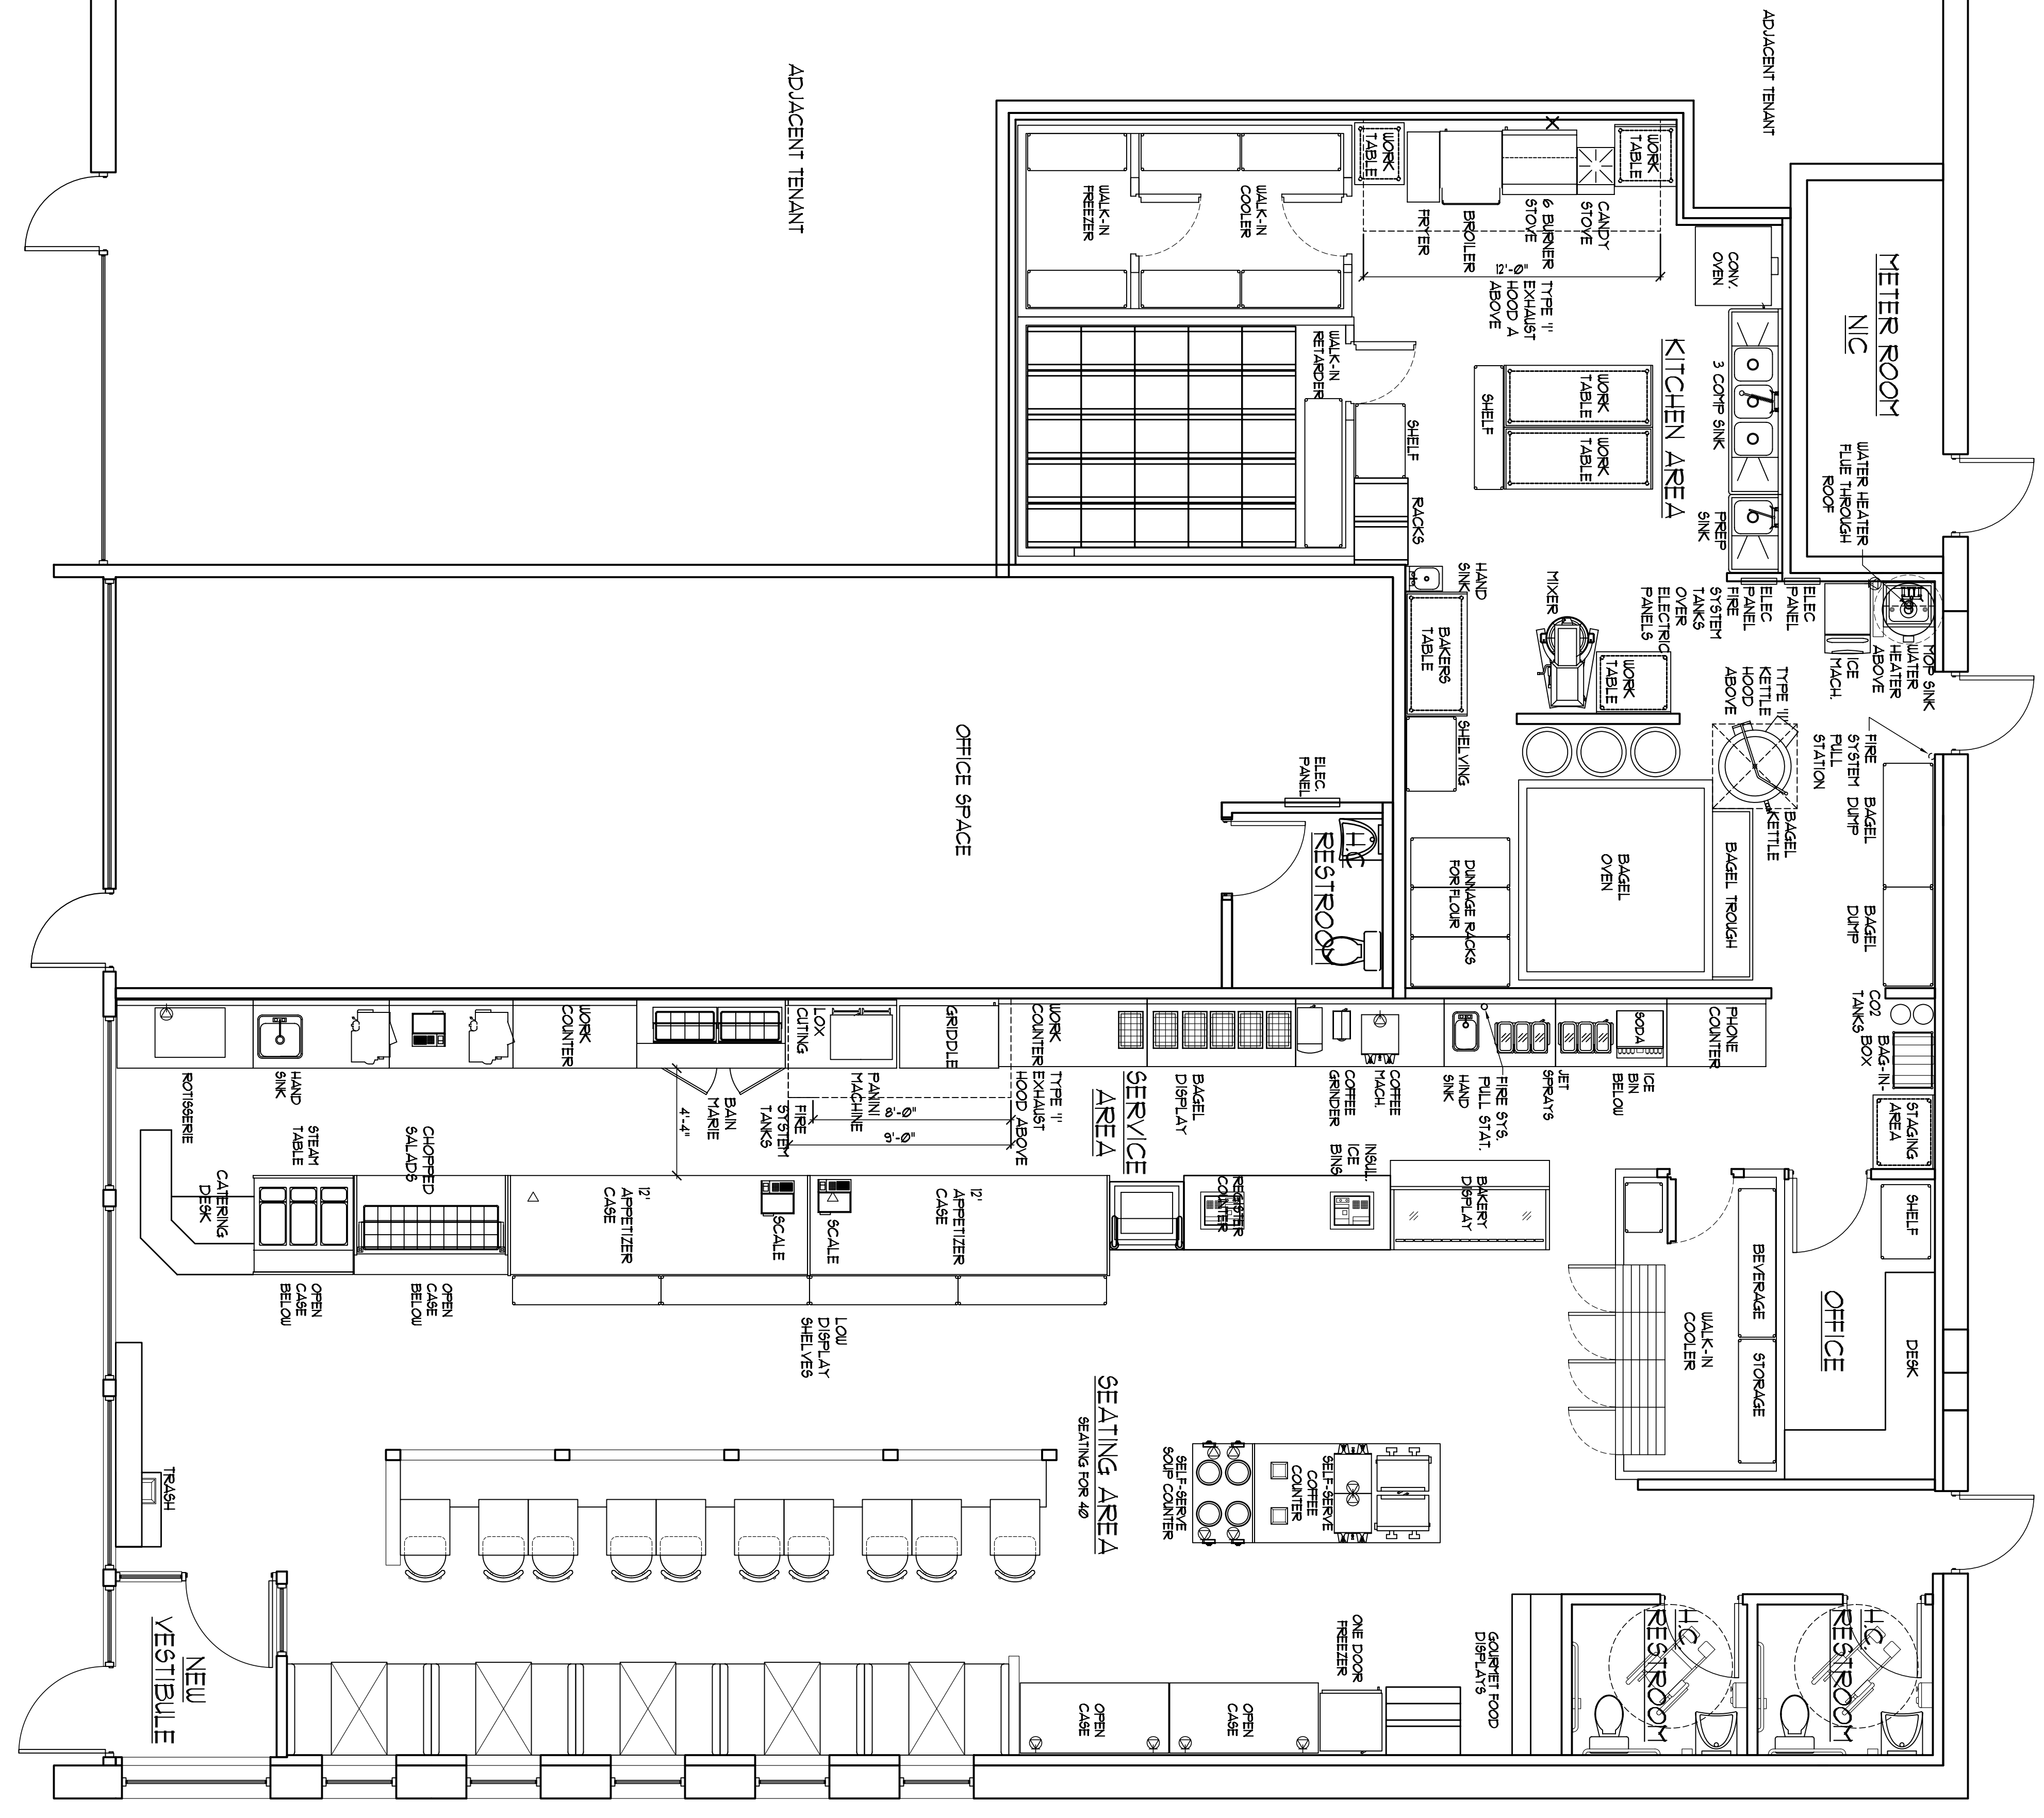 ADJACENT TENANT
ADJACENT TENANT
METER ROOM
NIC
WATER HEATER
FLUE THROUGH
ROOF
WORK
TABLE
CANDY
STOVE
6 BURNER
STOVE
BROILER
FRYER
WORK
TABLE
12'-0"
TYPE 'I'
EXHAUST
HOOD A
ABOVE
WALK-IN
COOLER
WALK-IN
FREEZER
CONV.
OVEN
3 COMP SINK
PREP
SINK
KITCHEN AREA
WORK
TABLE
WORK
TABLE
SHELF
WALK-IN
RETARDER
SHELF
RACKS
HAND
SINK
MIXER
BAKERS
TABLE
SHELVING
WORK
TABLE
ELEC
PANEL
ELEC
PANEL
FIRE
SYSTEM
TANKS
OVER
ELECTRIC
PANELS
MOP SINK
WATER
HEATER
ABOVE
ICE
MACH.
TYPE 'II'
KETTLE
HOOD
ABOVE
FIRE
SYSTEM
PULL
STATION
BAGEL
KETTLE
BAGEL
DUMP
BAGEL
DUMP
BAGEL TROUGH
BAGEL
OVEN
DUNNAGE RACKS
FOR FLOUR
ELEC.
PANEL
H.C
RESTROOM
OFFICE SPACE
CO2
TANKS
BAG-IN-
BOX
STAGING
AREA
PHONE
COUNTER
SODA
ICE
BIN
BELOW
JET
SPRAYS
FIRE SYS.
PULL STAT.
HAND
SINK
COFFEE
MACH.
COFFEE
GRINDER
BAGEL
DISPLAY
SERVICE
AREA
WORK
COUNTER
TYPE 'I'
EXHAUST
HOOD ABOVE
GRIDDLE
8'-0"
9'-0"
PANINI
MACHINE
LOX
CUTING
FIRE
SYSTEM
TANKS
BAIN
MARIE
4'-4"
WORK
COUNTER
HAND
SINK
ROTISSERIE
STEAM
TABLE
CATERING
DESK
CHOPPED
SALADS
OPEN
CASE
BELOW
OPEN
CASE
BELOW
12'
APPETIZER
CASE
SCALE
SCALE
12'
APPETIZER
CASE
LOW
DISPLAY
SHELVES
REGISTER
COUNTER
INSUL.
ICE
BINS
BAKERY
DISPLAY
SHELF
DESK
OFFICE
BEVERAGE
STORAGE
WALK-IN
COOLER
SEATING AREA
SEATING FOR 40
SELF-SERVE
COFFEE
COUNTER
SELF-SERVE
SOUP COUNTER
TRASH
NEW
VESTIBULE
OPEN
CASE
OPEN
CASE
ONE DOOR
FREEZER
GOURMET FOOD
DISPLAYS
H.C
RESTROOM
H.C
RESTROOM